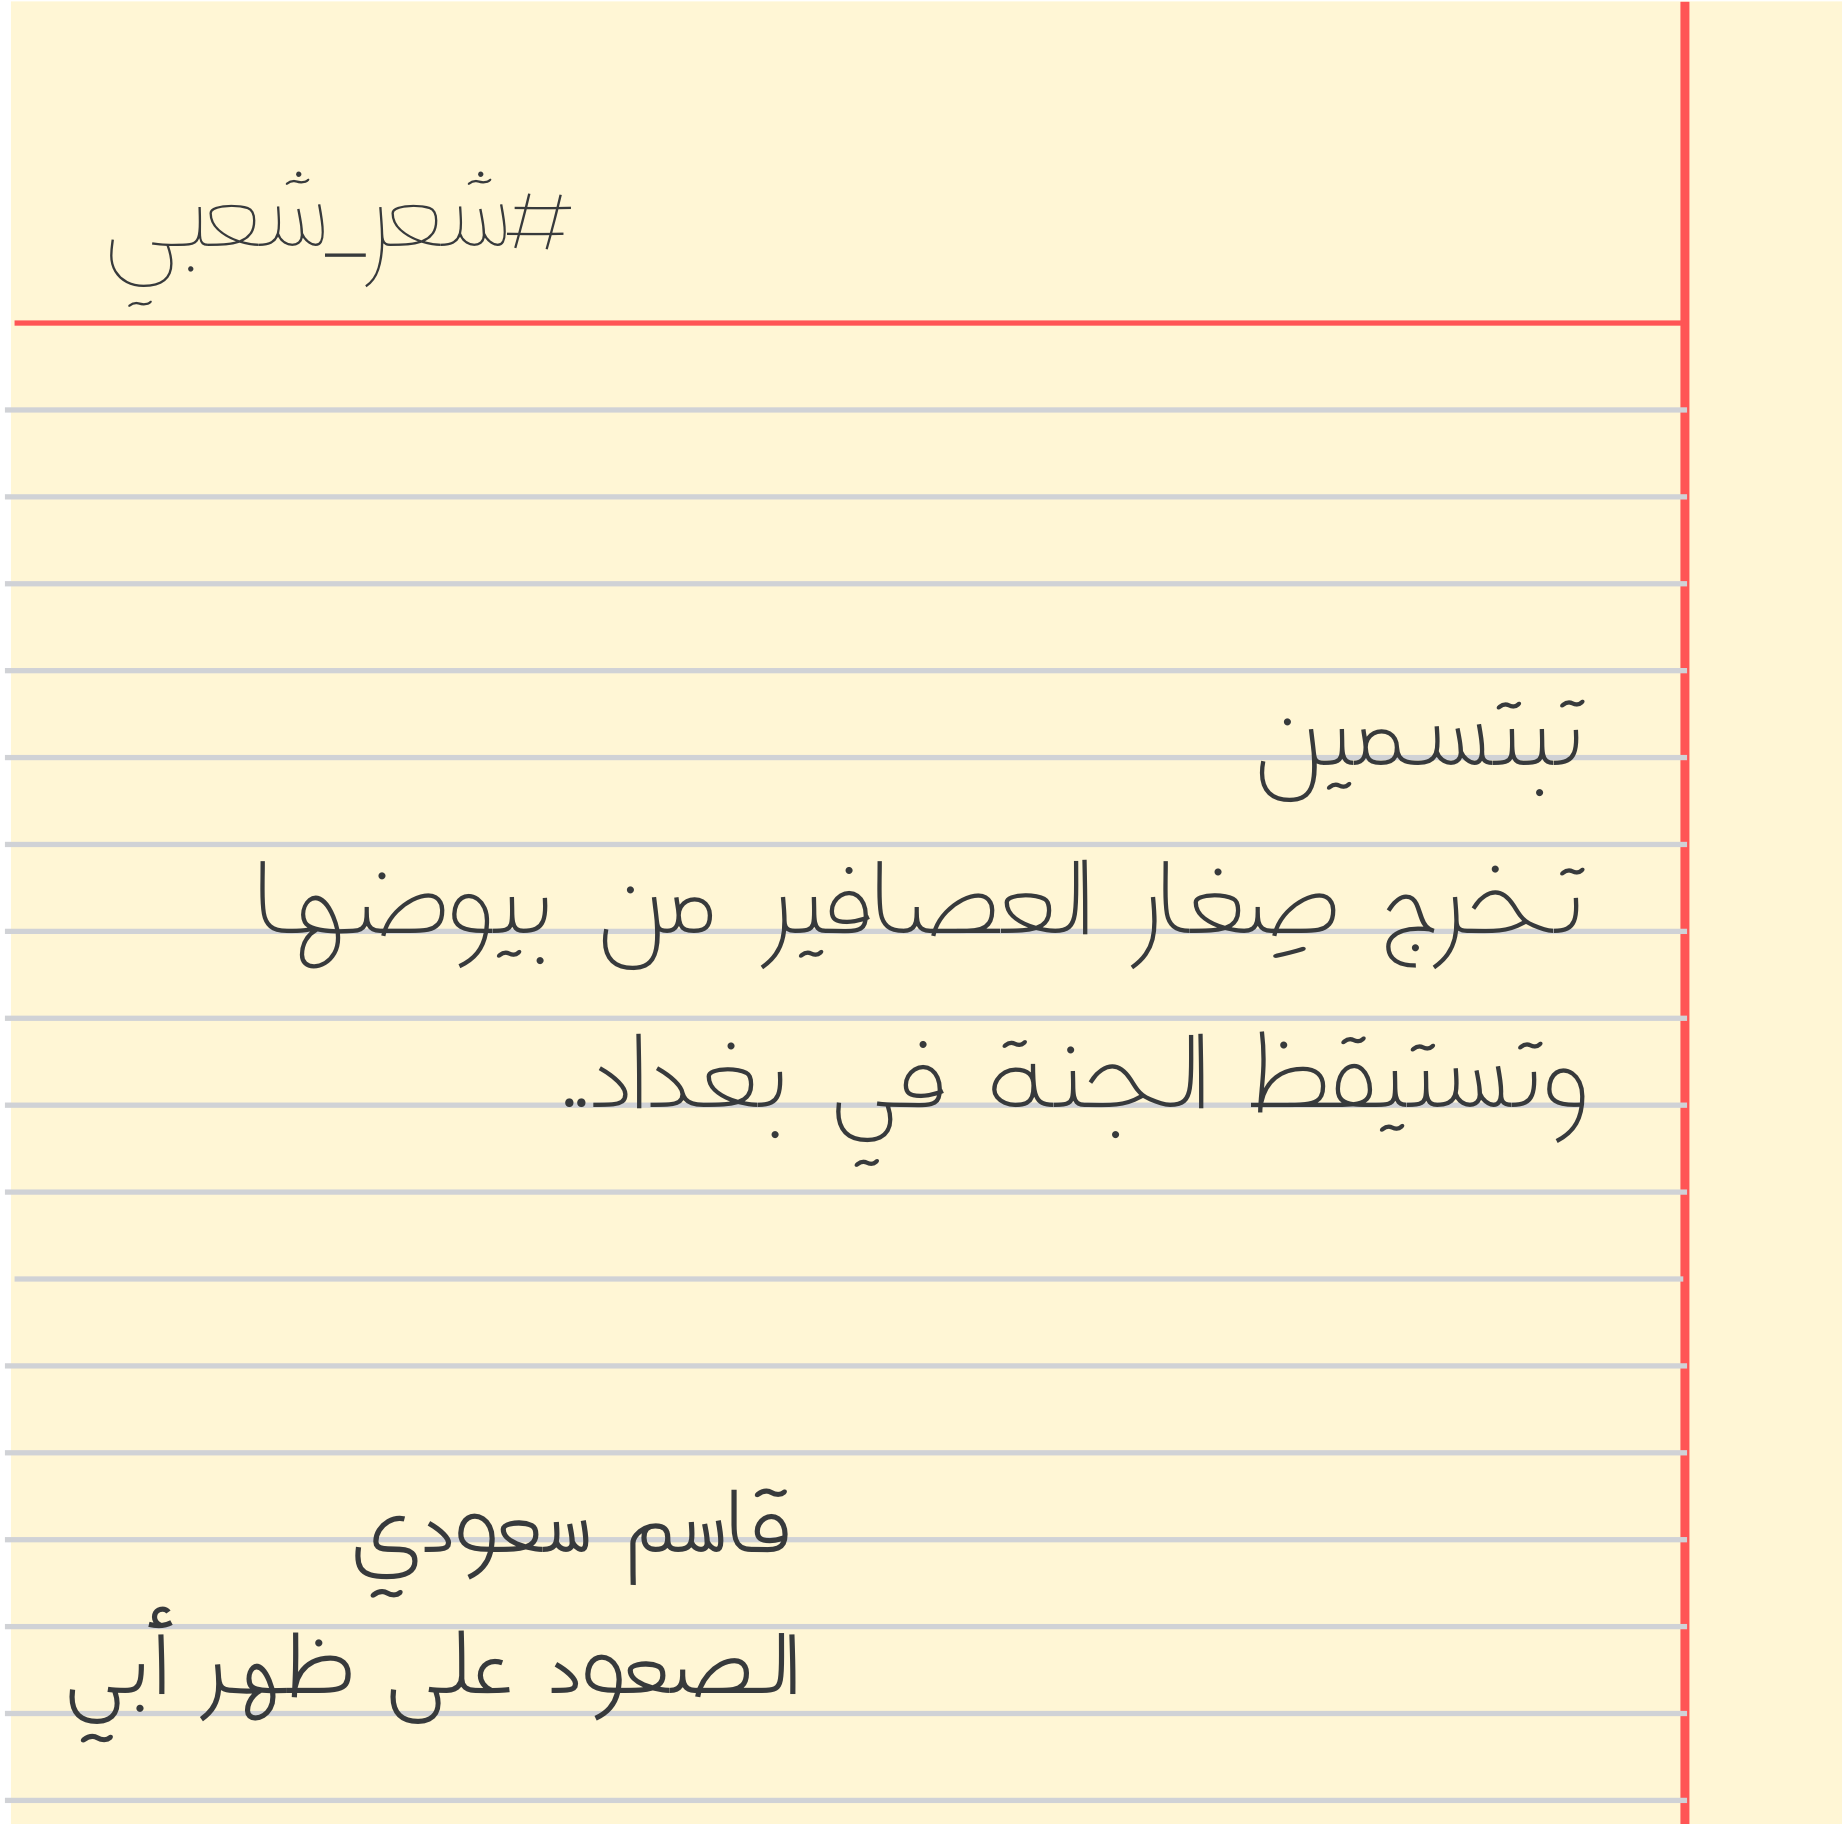 #شعر_شعبي
تبتسمين
تخرج صِغار العصافير من بيوضها
وتستيقظ الجنة في بغداد..
قاسم سعودي
الصعود على ظهر أبي